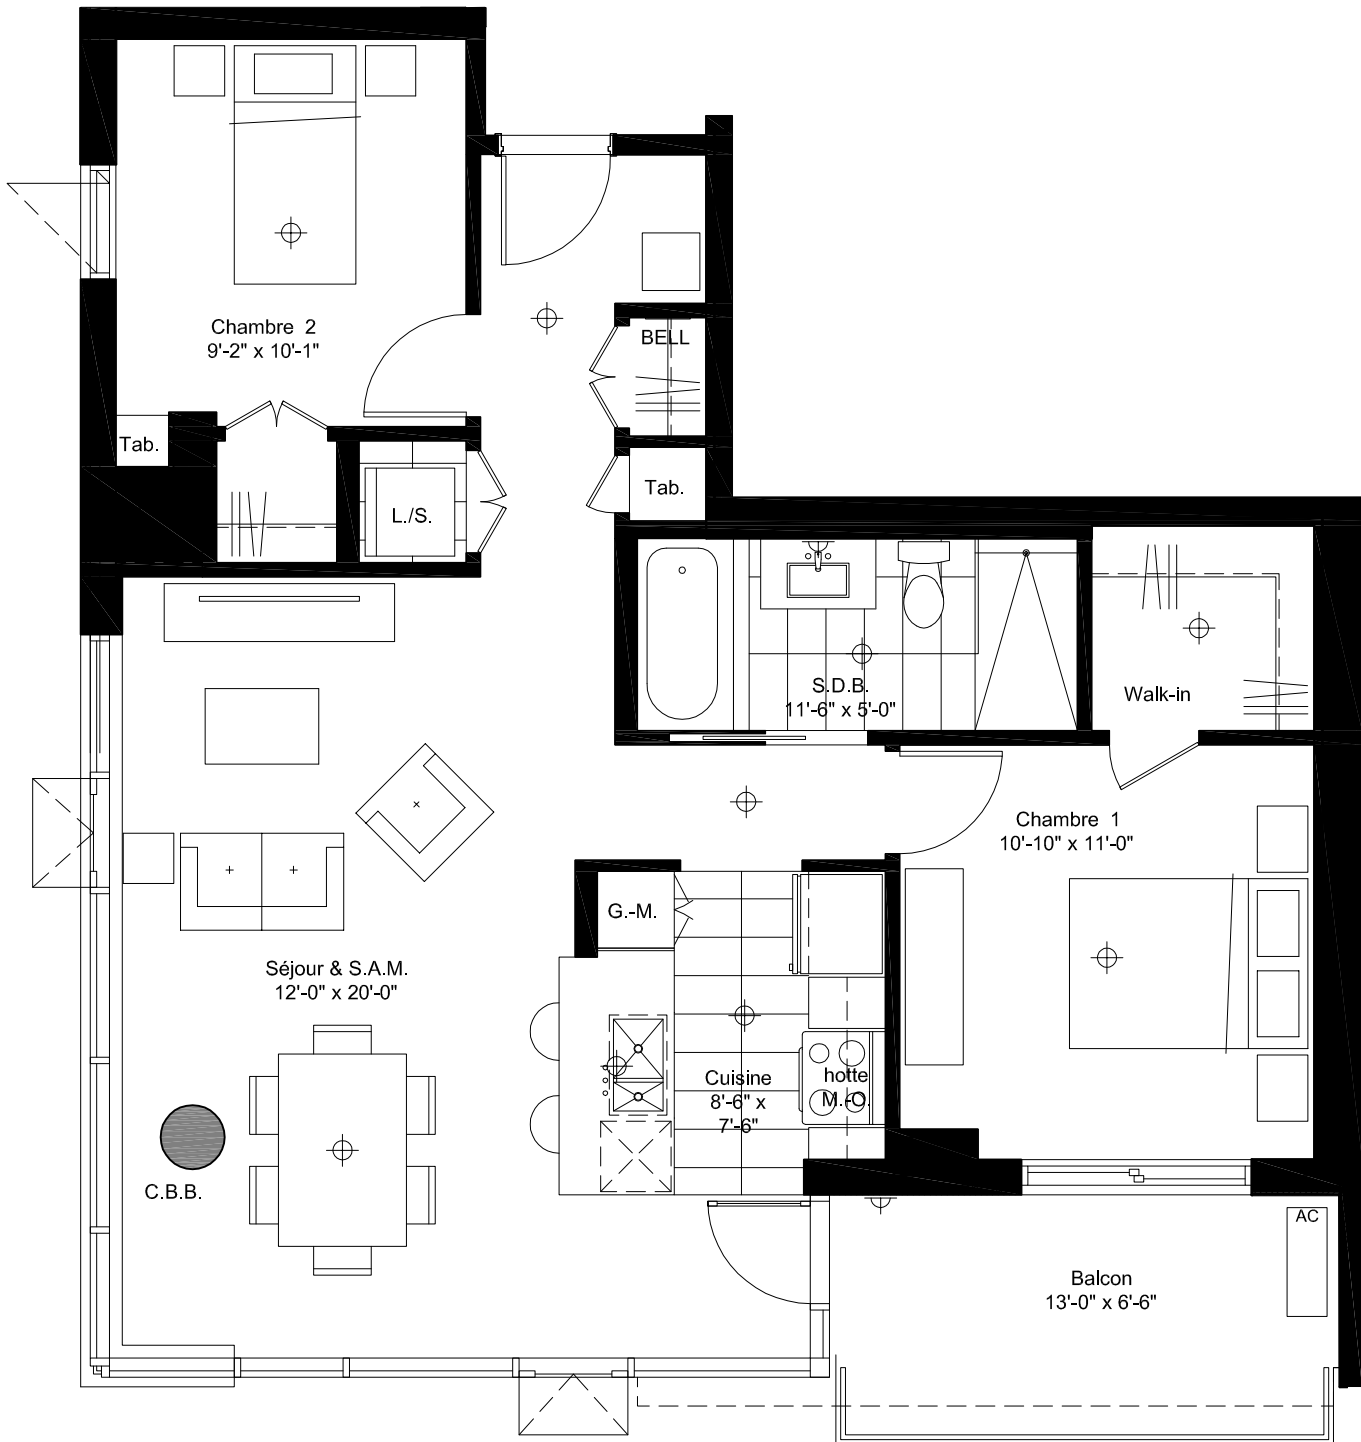 Chambre 2
9'-2" x 10'-1"
BELL
Tab.
L./S.
Tab.
S.D.B.
11'-6" x 5'-0"
Walk-in
Chambre 1
10'-10" x 11'-0"
G.-M.
Séjour & S.A.M.
12'-0" x 20'-0"
Cuisine
8'-6" x
7'-6"
hotte
M.-O.
C.B.B.
AC
Balcon
13'-0" x 6'-6"